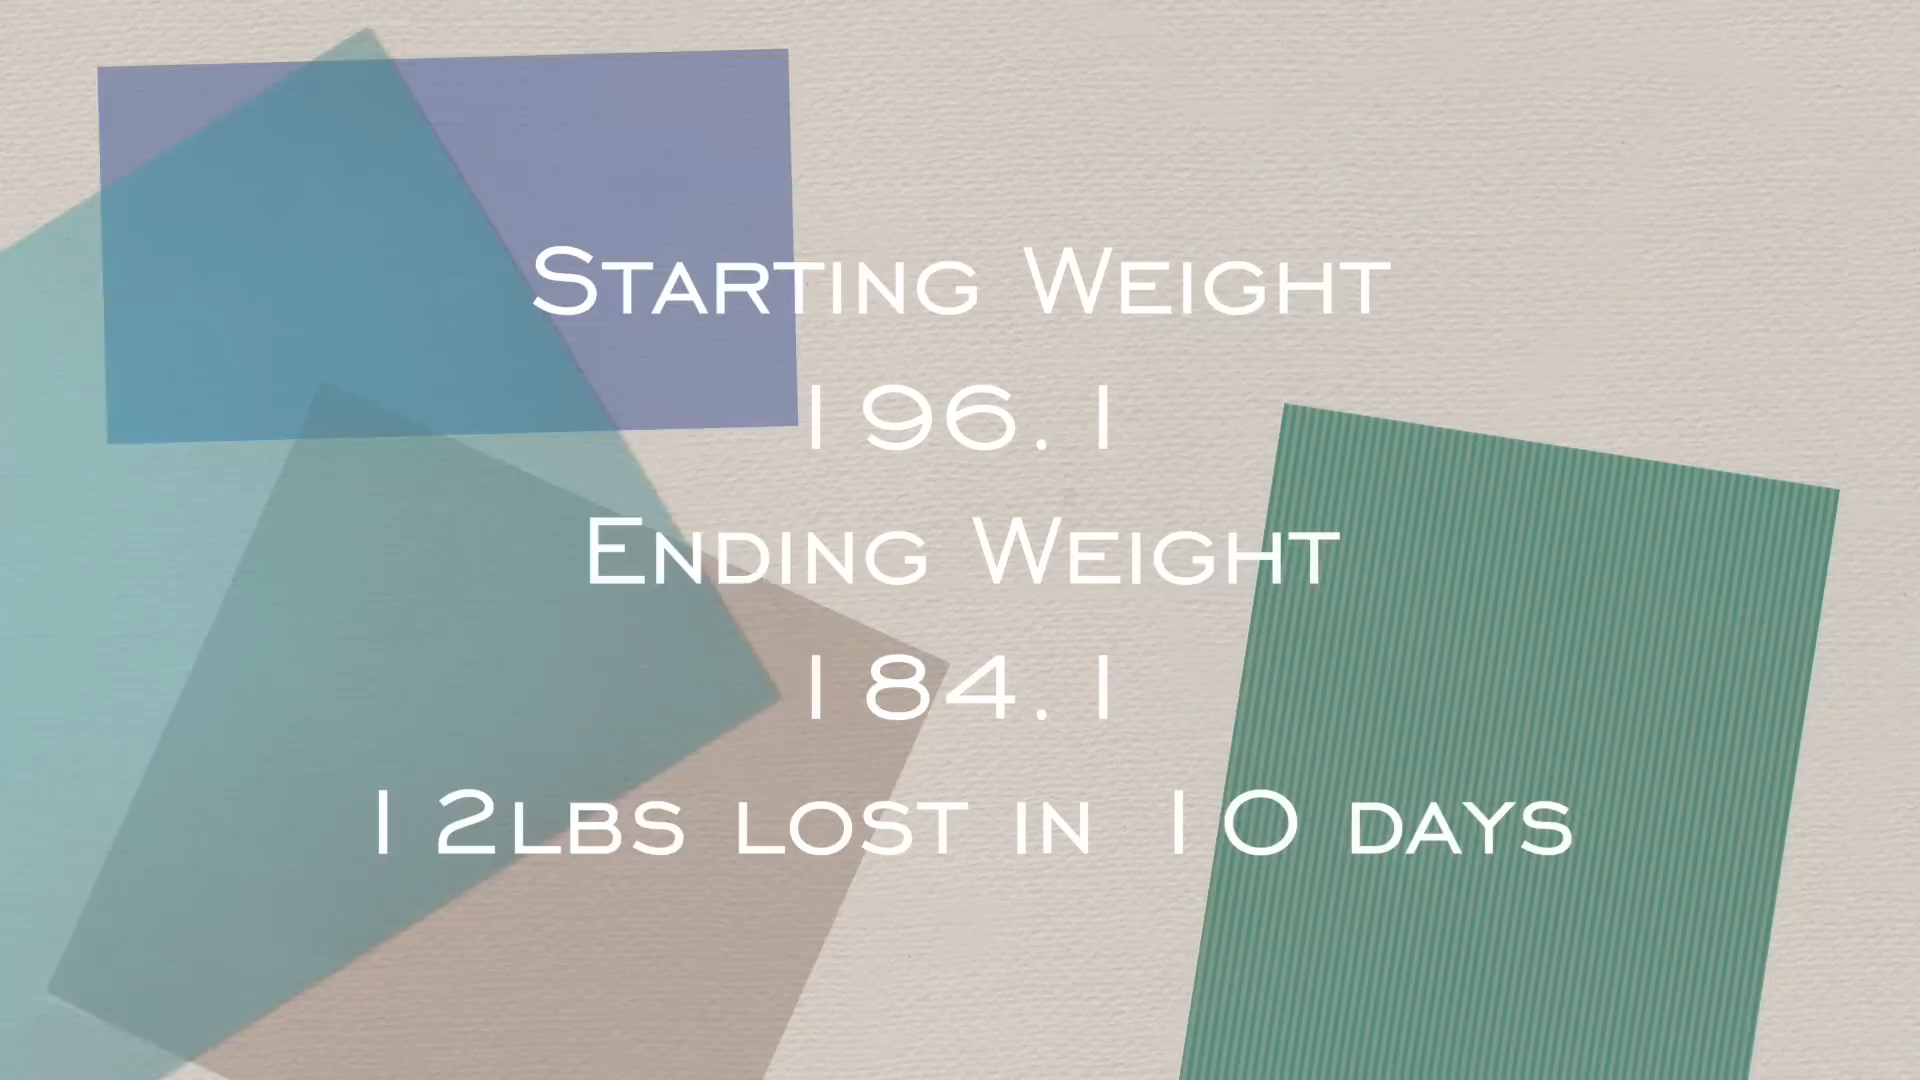 Starting Weight
196.1
Ending Weight
184.1
12lbs lost in 10 days